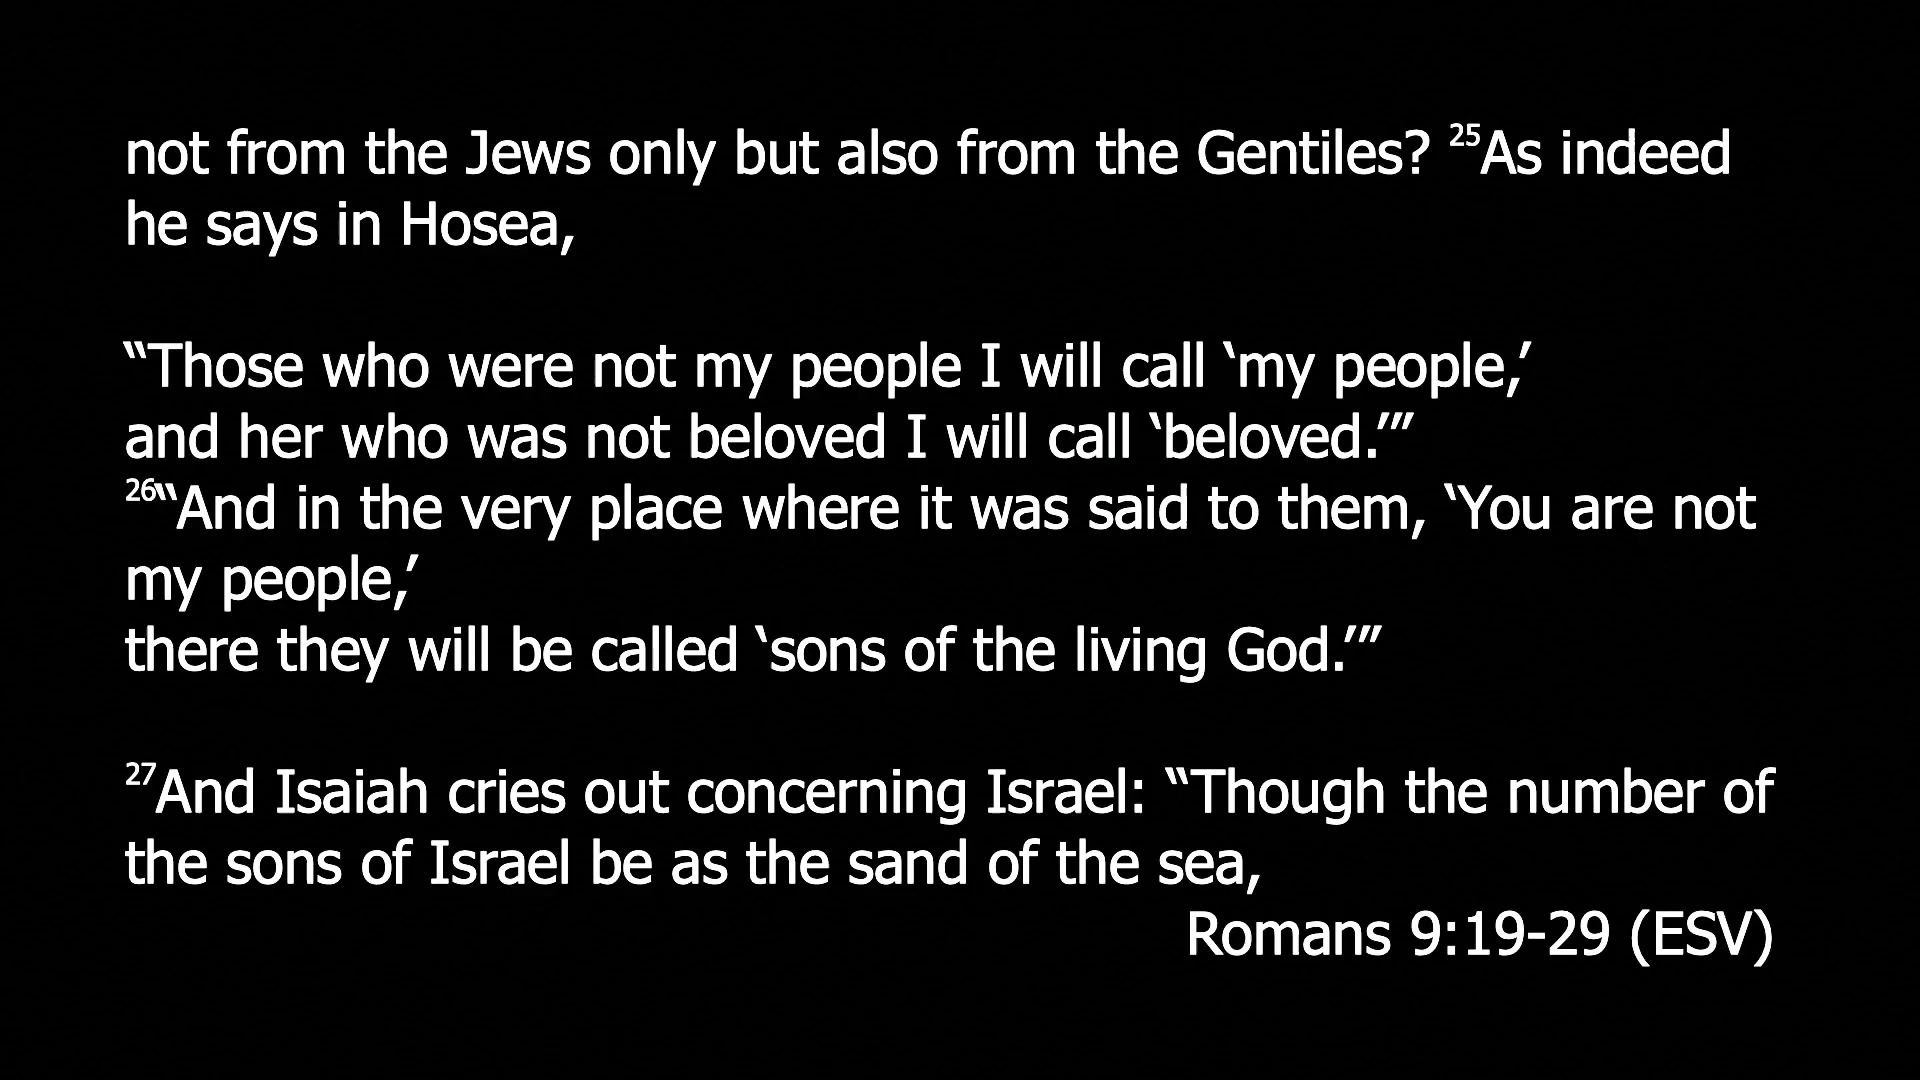 not from the Jews only but also from the Gentiles? 25As indeed
he says in Hosea,
“Those who were not my people I will call ‘my people,’
and her who was not beloved I will call ‘beloved.’”
26“And in the very place where it was said to them, ‘You are not
my people,’
there they will be called ‘sons of the living God.’”
27And Isaiah cries out concerning Israel: “Though the number of
the sons of Israel be as the sand of the sea,
Romans 9:19-29 (ESV)